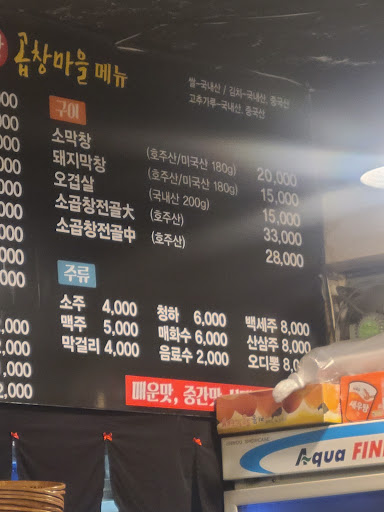 곱창마을 메뉴
쌀-국내산 / 김치-국내산, 중국산
고추가루-국내산, 중국산
구이
소막창 (호주산/미국산 180g) 20,000
돼지막창 (호주산/미국산 180g) 15,000
오겹살 (국내산 200g) 15,000
소곱창전골大 (호주산) 33,000
소곱창전골中 (호주산) 28,000
주류
소주 4,000 청하 6,000 백세주 8,000
맥주 5,000 매화수 6,000 산삼주 8,000
막걸리 4,000 음료수 2,000 오디뽕 8,0
매운맛, 중간맛
Aqua FIN